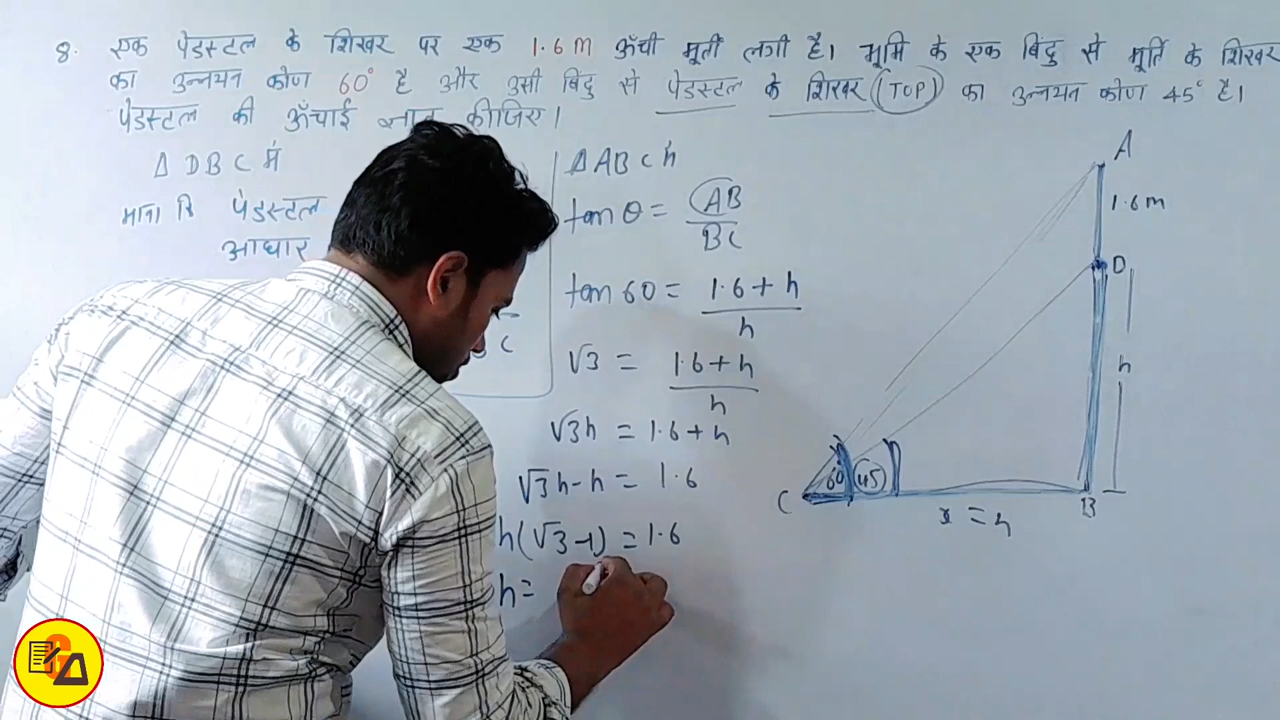 8. एक पेडस्टल के शिखर पर एक 1.6 m ऊँची मूर्ती लगी है। भूमि के एक बिंदु से मूर्ति के शिखर
का उन्नयन कोण 60° है और उसी बिंदु से पेडस्टल के शिखर (TOP) का उन्नयन कोण 45° है।
पेडस्टल की ऊँचाई ज्ञात कीजिए।
Δ DBC में
माना कि पेडस्टल
आधार
C
Δ ABC में
tan θ = AB
BC
tan 60 = 1.6 + h
h
√3 = 1.6 + h
h
√3h = 1.6 + h
√3h - h = 1.6
h(√3-1) = 1.6
h =
A
1.6 m
D
h
60 45
C
B
x = h